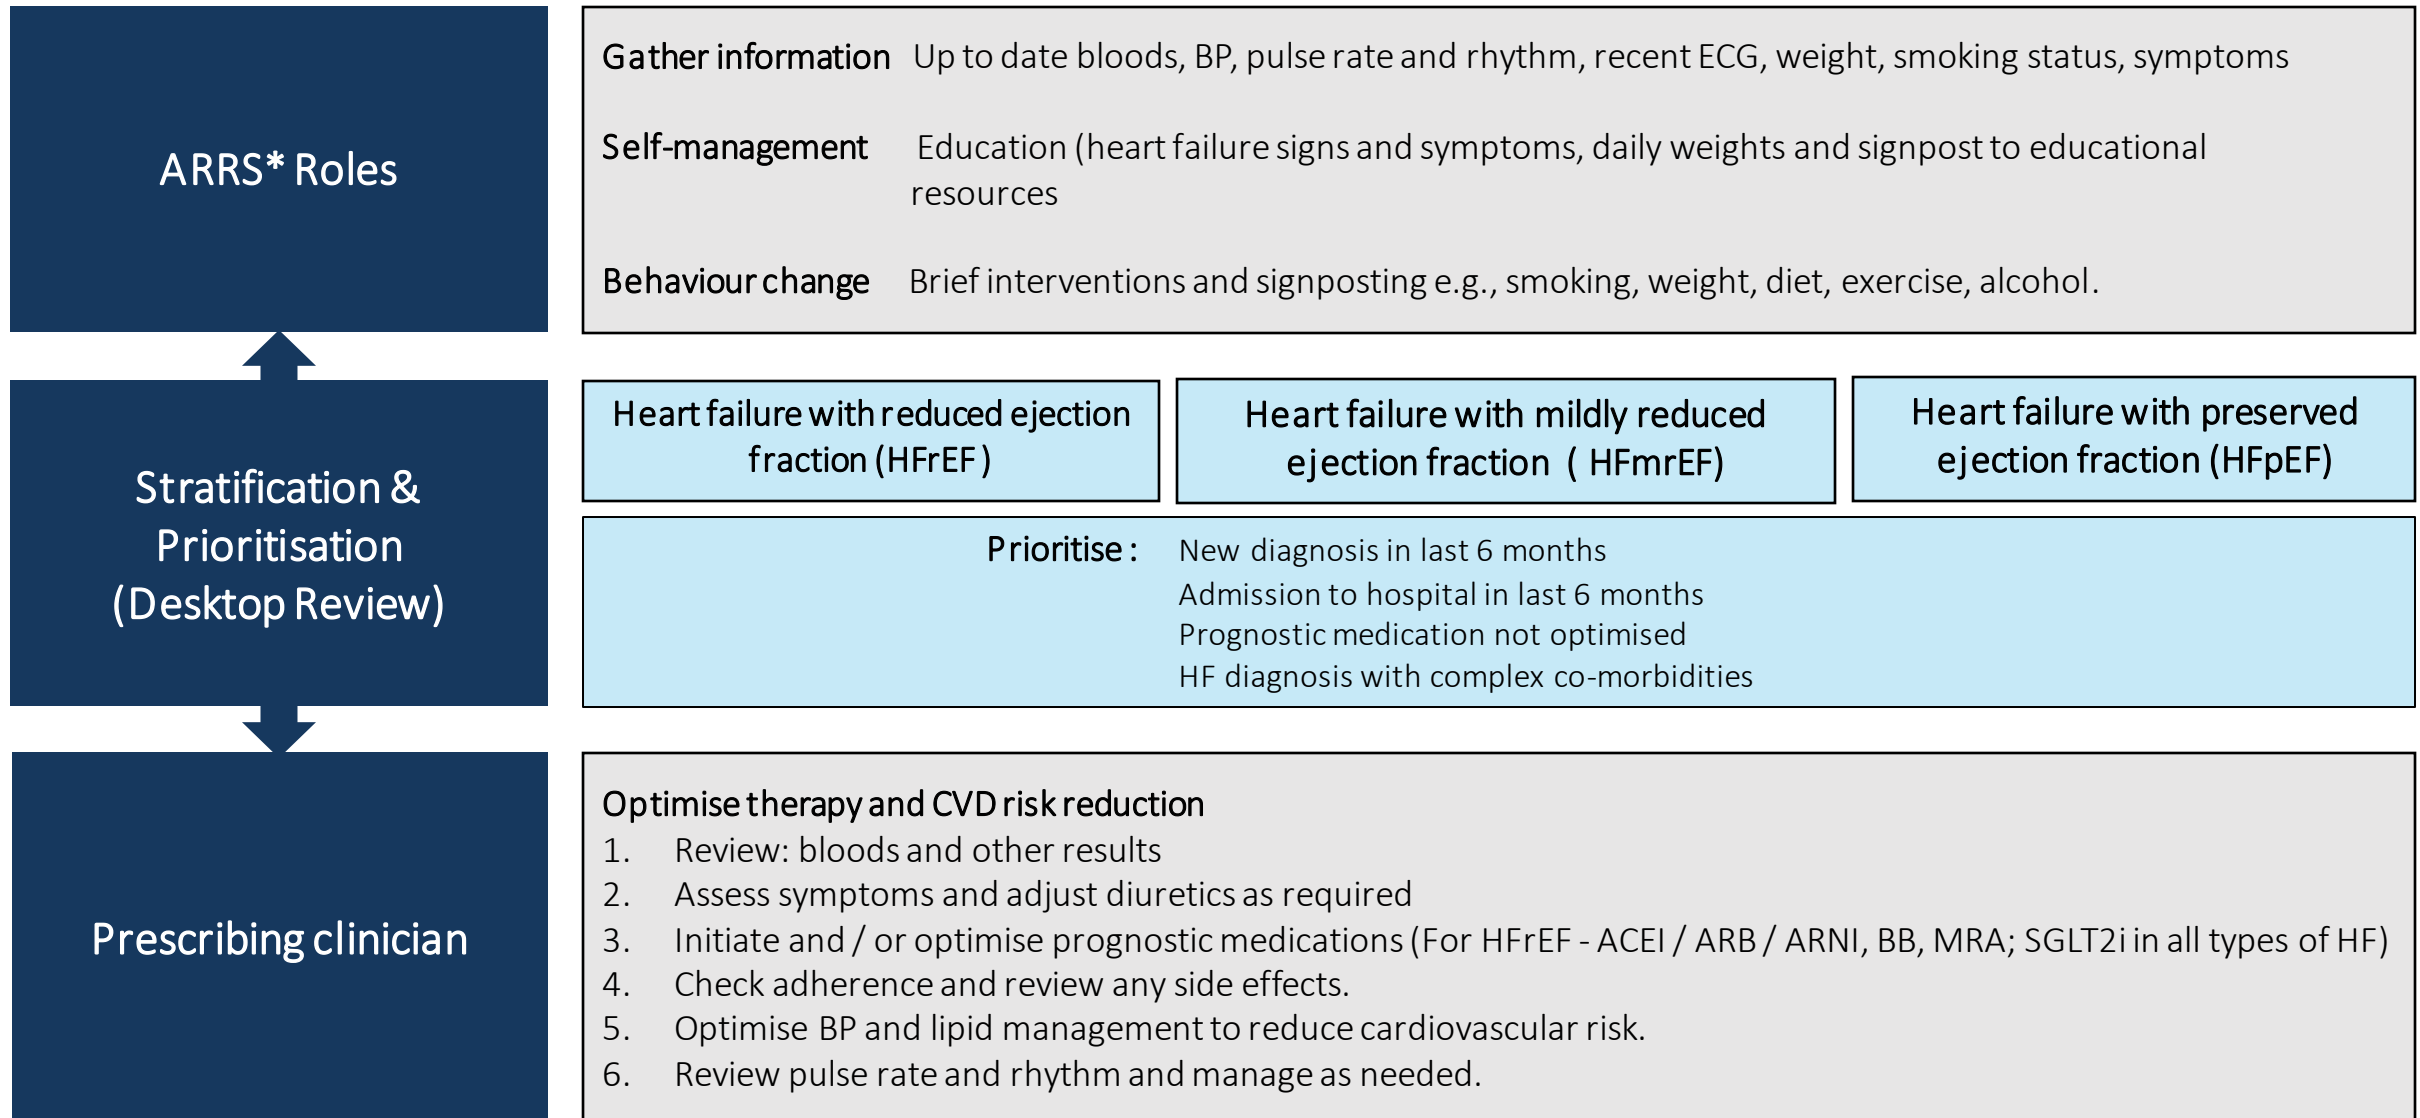 ARRS* Roles
Gather information Up to date bloods, BP, pulse rate and rhythm, recent ECG, weight, smoking status, symptoms
Self-management Education (heart failure signs and symptoms, daily weights and signpost to educational
resources
Behaviour change Brief interventions and signposting e.g., smoking, weight, diet, exercise, alcohol.
Stratification &
Prioritisation
(Desktop Review)
Heart failure with reduced ejection
fraction (HFrEF )
Heart failure with mildly reduced
ejection fraction ( HFmrEF)
Heart failure with preserved
ejection fraction (HFpEF)
Prioritise : New diagnosis in last 6 months
Admission to hospital in last 6 months
Prognostic medication not optimised
HF diagnosis with complex co-morbidities
Prescribing clinician
Optimise therapy and CVD risk reduction
1. Review: bloods and other results
2. Assess symptoms and adjust diuretics as required
3. Initiate and / or optimise prognostic medications (For HFrEF - ACEI / ARB / ARNI, BB, MRA; SGLT2i in all types of HF)
4. Check adherence and review any side effects.
5. Optimise BP and lipid management to reduce cardiovascular risk.
6. Review pulse rate and rhythm and manage as needed.